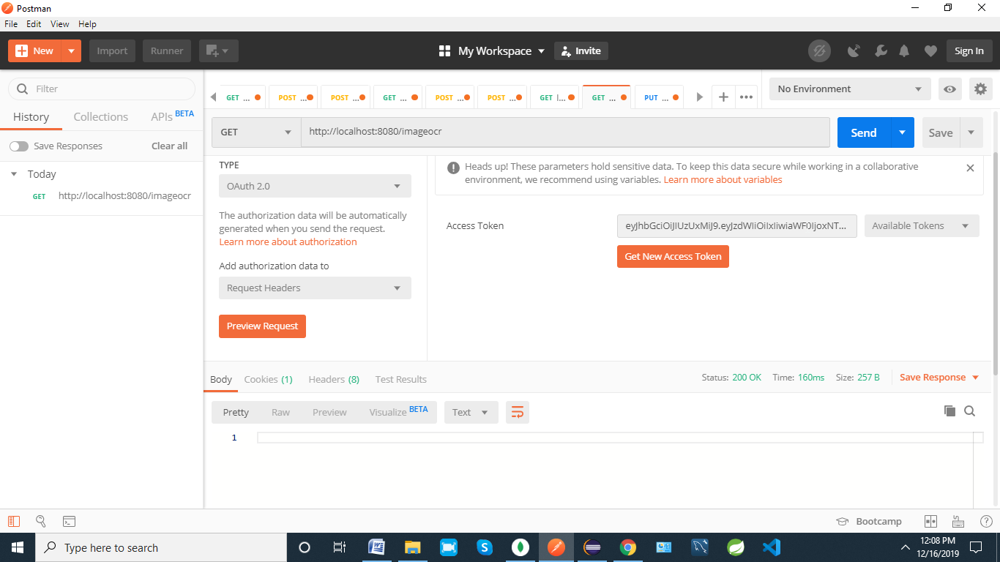 Postman
File Edit View Help
New Import Runner My Workspace Invite Sign In
Filter
History Collections APIs BETA
Save Responses Clear all
Today
GET http://localhost:8080/imageocr
GET ... POST ... POST ... GET ... POST ... POST ... GET l... GET ... PUT ...
No Environment
GET http://localhost:8080/imageocr Send Save
TYPE
OAuth 2.0
The authorization data will be automatically
generated when you send the request.
Learn more about authorization
Add authorization data to
Request Headers
Preview Request
Heads up! These parameters hold sensitive data. To keep this data secure while working in a collaborative
environment, we recommend using variables. Learn more about variables
Access Token Available Tokens
Get New Access Token
Body Cookies (1) Headers (8) Test Results Status: 200 OK Time: 160ms Size: 257 B Save Response
Pretty Raw Preview Visualize BETA Text
1
Bootcamp
Type here to search
12:08 PM
12/16/2019